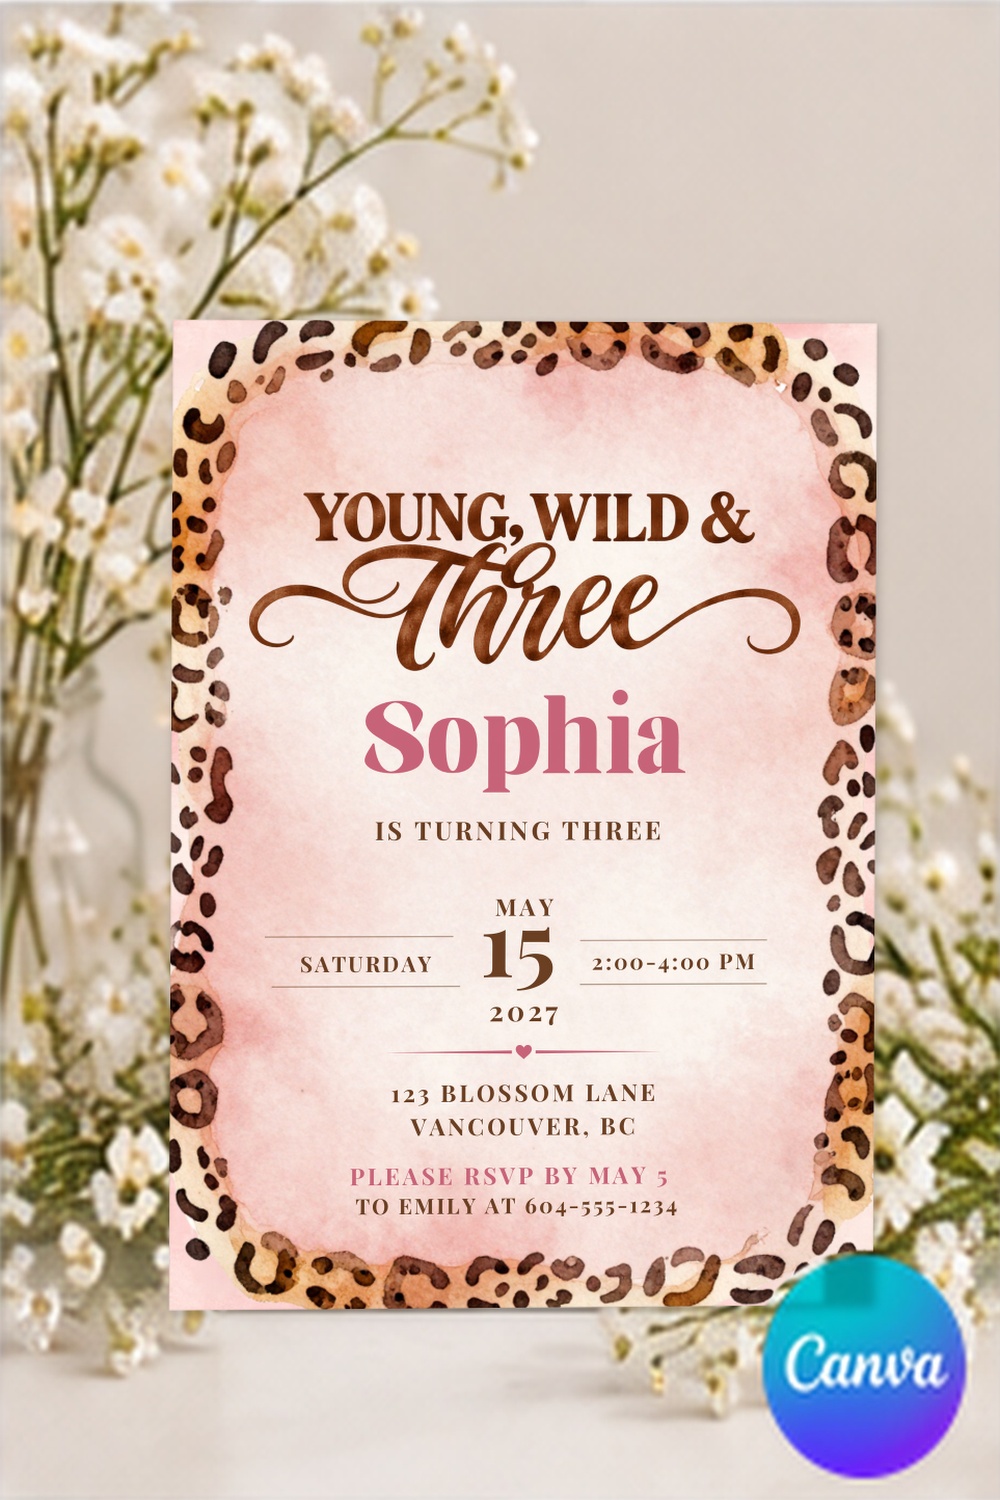 YOUNG, WILD &
Three
Sophia
IS TURNING THREE
MAY
SATURDAY 15 2:00-4:00 PM
2027
123 BLOSSOM LANE
VANCOUVER, BC
PLEASE RSVP BY MAY 5
TO EMILY AT 604-555-1234
Canva